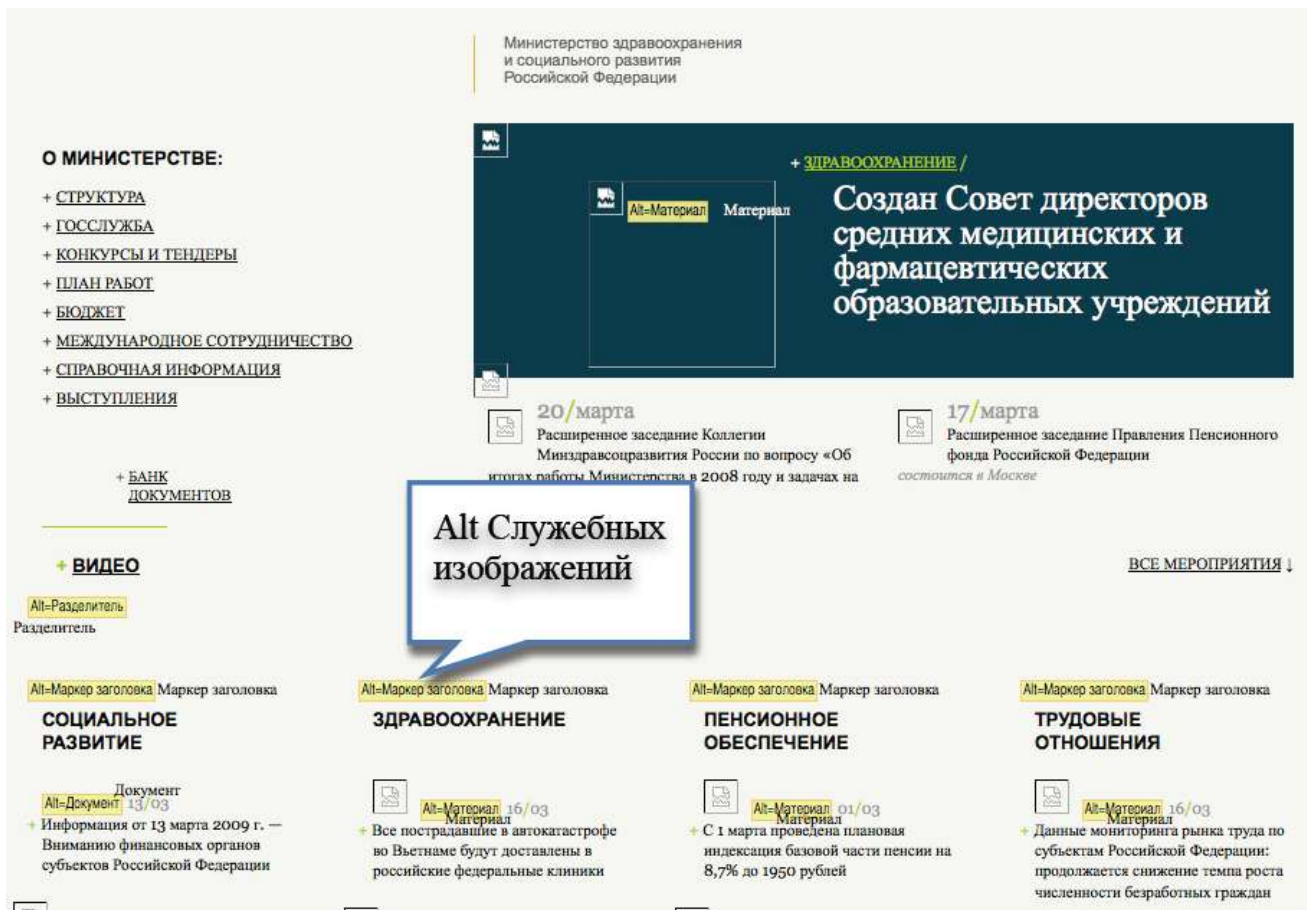 Министерство здравоохранения
и социального развития
Российской Федерации
О МИНИСТЕРСТВЕ:
+ СТРУКТУРА
+ ГОССЛУЖБА
+ КОНКУРСЫ И ТЕНДЕРЫ
+ ПЛАН РАБОТ
+ БЮДЖЕТ
+ МЕЖДУНАРОДНОЕ СОТРУДНИЧЕСТВО
+ СПРАВОЧНАЯ ИНФОРМАЦИЯ
+ ВЫСТУПЛЕНИЯ
+ БАНК
ДОКУМЕНТОВ
+ ВИДЕО
+ ЗДРАВООХРАНЕНИЕ /
Alt=Материал Материал
Создан Совет директоров
средних медицинских и
фармацевтических
образовательных учреждений
20/марта
Расширенное заседание Коллегии
Минздравсоцразвития России по вопросу «Об
итогах работы Министерства в 2008 году и задачах на
17/марта
Расширенное заседание Правления Пенсионного
фонда Российской Федерации
состоится в Москве
Alt Служебных
изображений
ВСЕ МЕРОПРИЯТИЯ ↓
Alt=Разделитель
Разделитель
Alt=Маркер заголовка Маркер заголовка
СОЦИАЛЬНОЕ
РАЗВИТИЕ
Документ
Alt=Документ 13/03
+ Информация от 13 марта 2009 г. —
Вниманию финансовых органов
субъектов Российской Федерации
Alt=Маркер заголовка Маркер заголовка
ЗДРАВООХРАНЕНИЕ
Alt=Материал 16/03
Материал
+ Все пострадавшие в автокатастрофе
во Вьетнаме будут доставлены в
российские федеральные клиники
Alt=Маркер заголовка Маркер заголовка
ПЕНСИОННОЕ
ОБЕСПЕЧЕНИЕ
Alt=Материал 01/03
Материал
+ С 1 марта проведена плановая
индексация базовой части пенсии на
8,7% до 1950 рублей
Alt=Маркер заголовка Маркер заголовка
ТРУДОВЫЕ
ОТНОШЕНИЯ
Alt=Материал 16/03
Материал
+ Данные мониторинга рынка труда по
субъектам Российской Федерации:
продолжается снижение темпа роста
численности безработных граждан